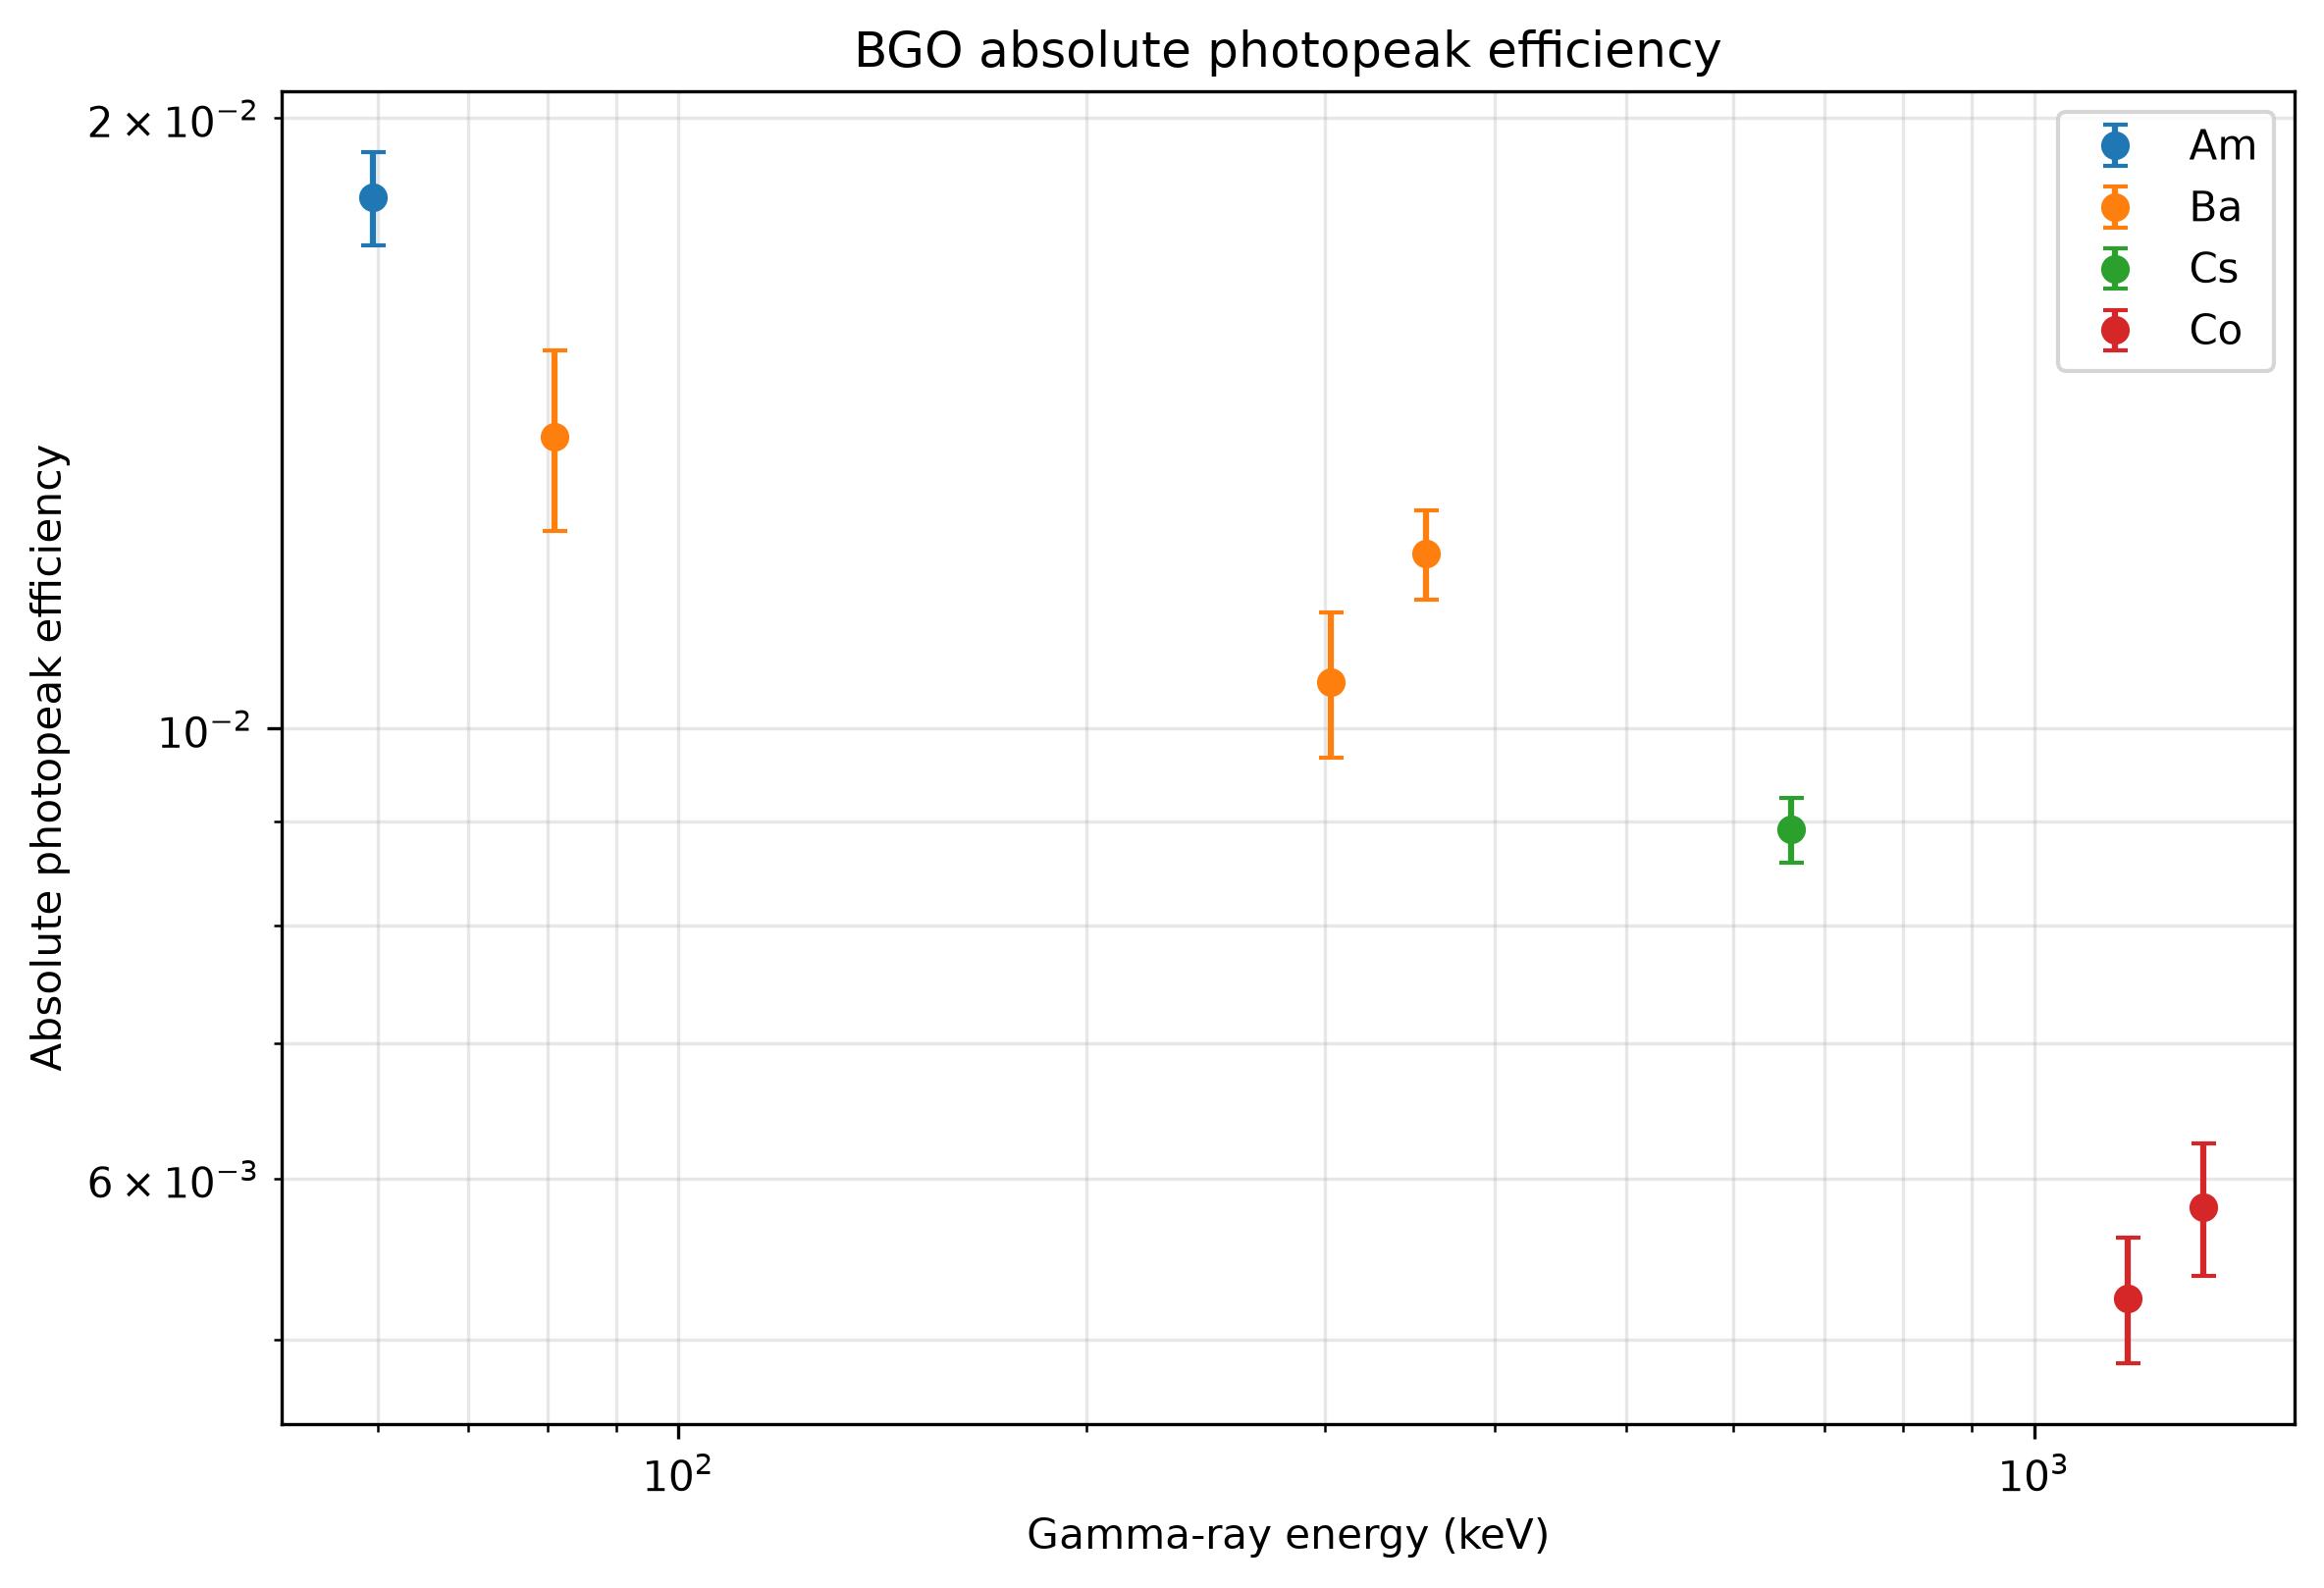 BGO absolute photopeak efficiency
Am
Ba
Cs
Co
Absolute photopeak efficiency
2 × 10⁻²
10⁻²
6 × 10⁻³
10²
10³
Gamma-ray energy (keV)